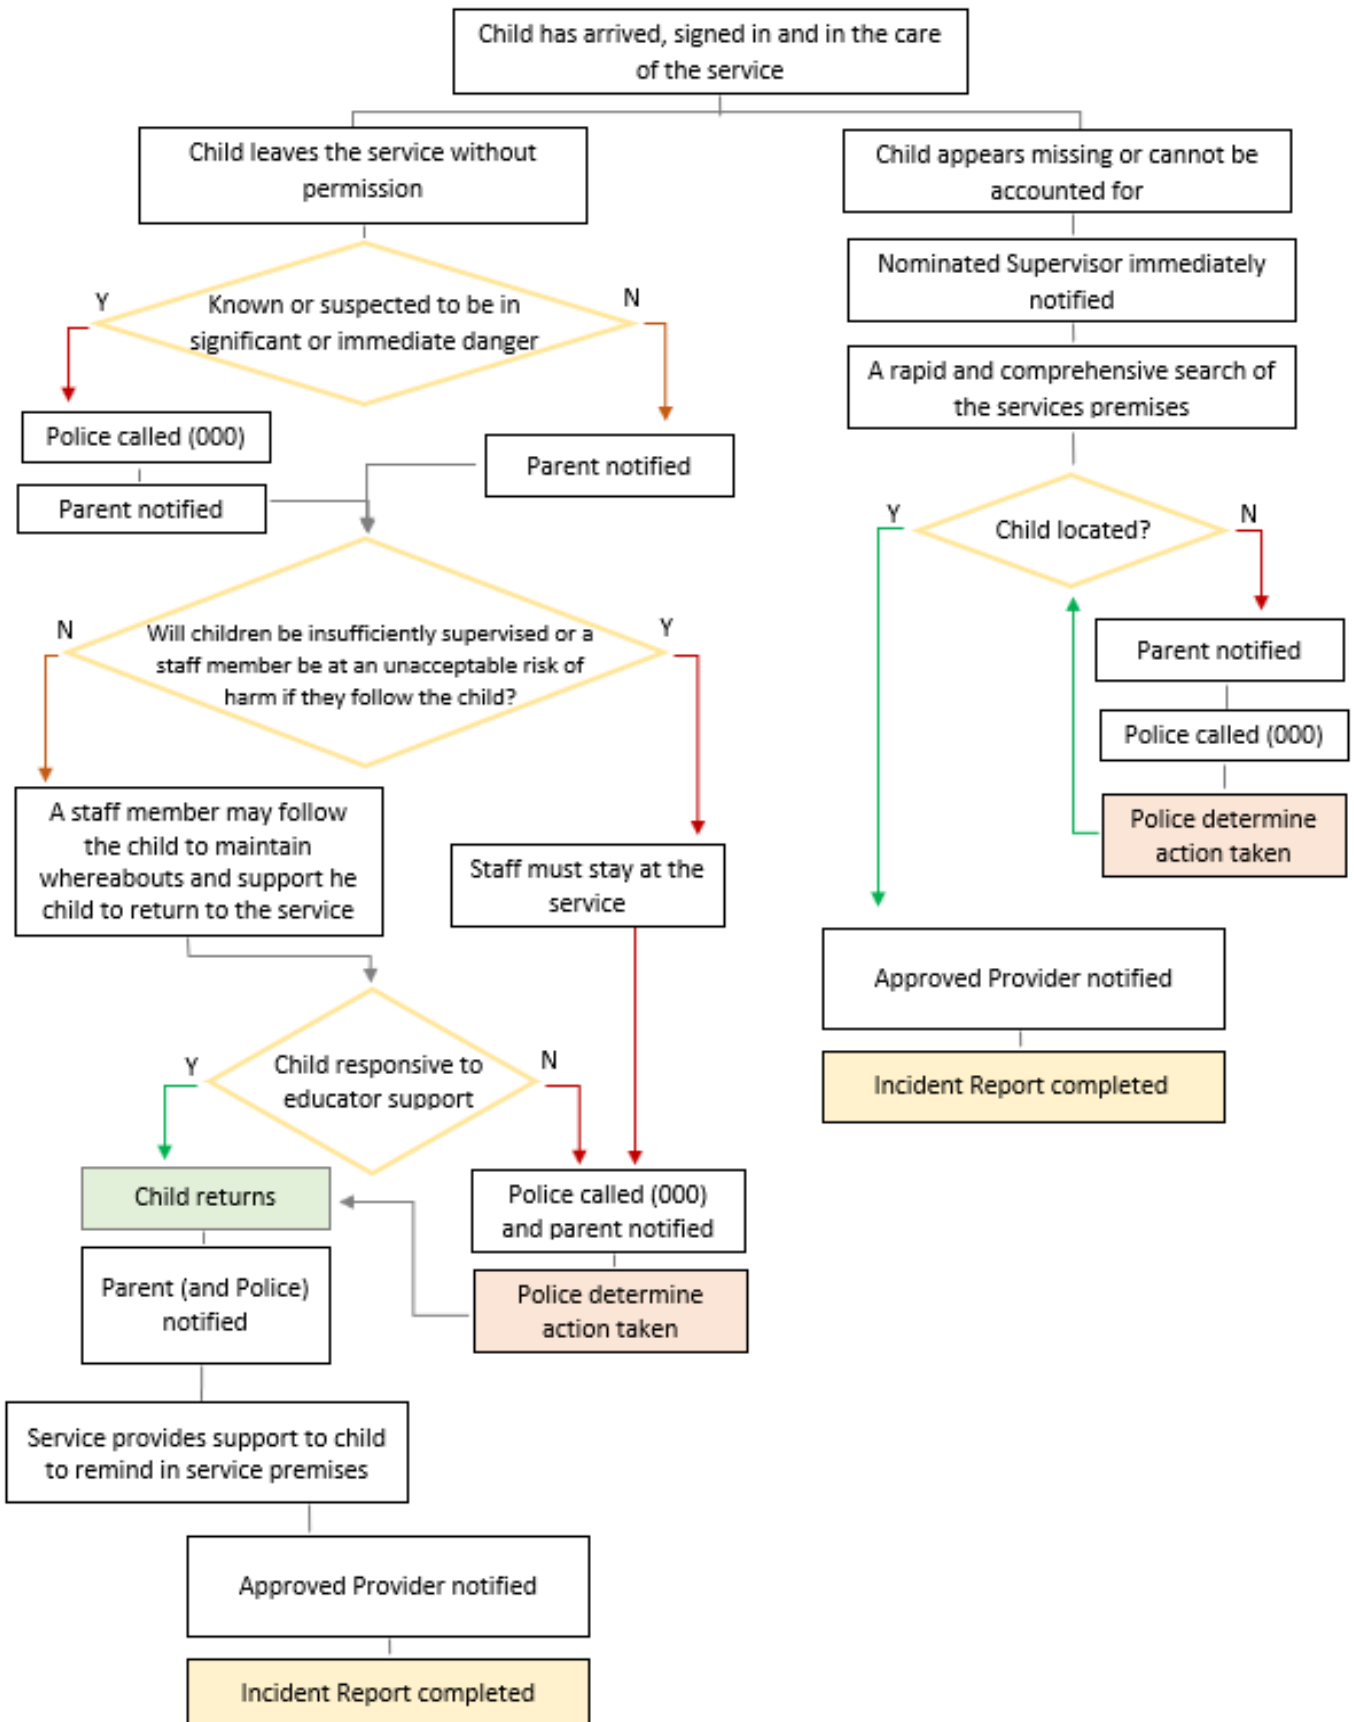 Child has arrived, signed in and in the care
of the service
Child leaves the service without
permission
Child appears missing or cannot be
accounted for
Nominated Supervisor immediately
notified
A rapid and comprehensive search of
the services premises
Y
Known or suspected to be in
significant or immediate danger
N
Police called (000)
Parent notified
Parent notified
Y
Child located?
N
Parent notified
Police called (000)
Police determine
action taken
N
Will children be insufficiently supervised or a
staff member be at an unacceptable risk of
harm if they follow the child?
Y
A staff member may follow
the child to maintain
whereabouts and support he
child to return to the service
Staff must stay at the
service
Approved Provider notified
Incident Report completed
Y
Child responsive to
educator support
N
Child returns
Police called (000)
and parent notified
Parent (and Police)
notified
Police determine
action taken
Service provides support to child
to remind in service premises
Approved Provider notified
Incident Report completed